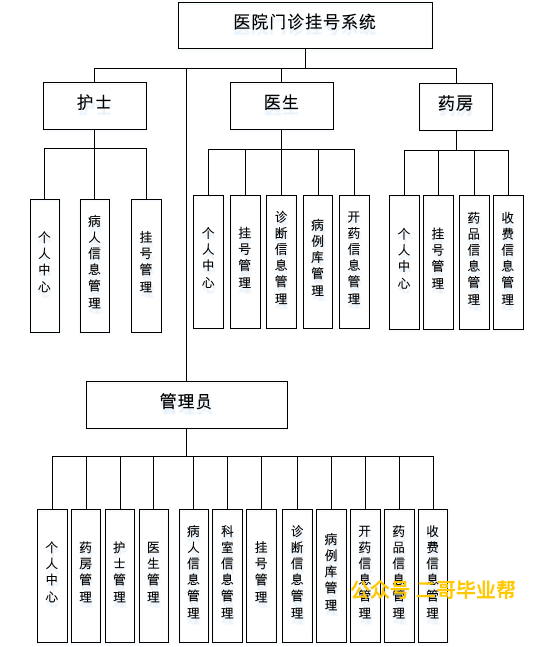 医院门诊挂号系统
护士
医生
药房
个人中心
病人信息管理
挂号管理
个人中心
挂号管理
诊断信息管理
病例库管理
开药信息管理
个人中心
挂号管理
药品信息管理
收费信息管理
管理员
个人中心
药房管理
护士管理
医生管理
病人信息管理
科室信息管理
挂号管理
诊断信息管理
病例库管理
开药信息管理
药品信息管理
收费信息管理
公众号 二哥毕业帮